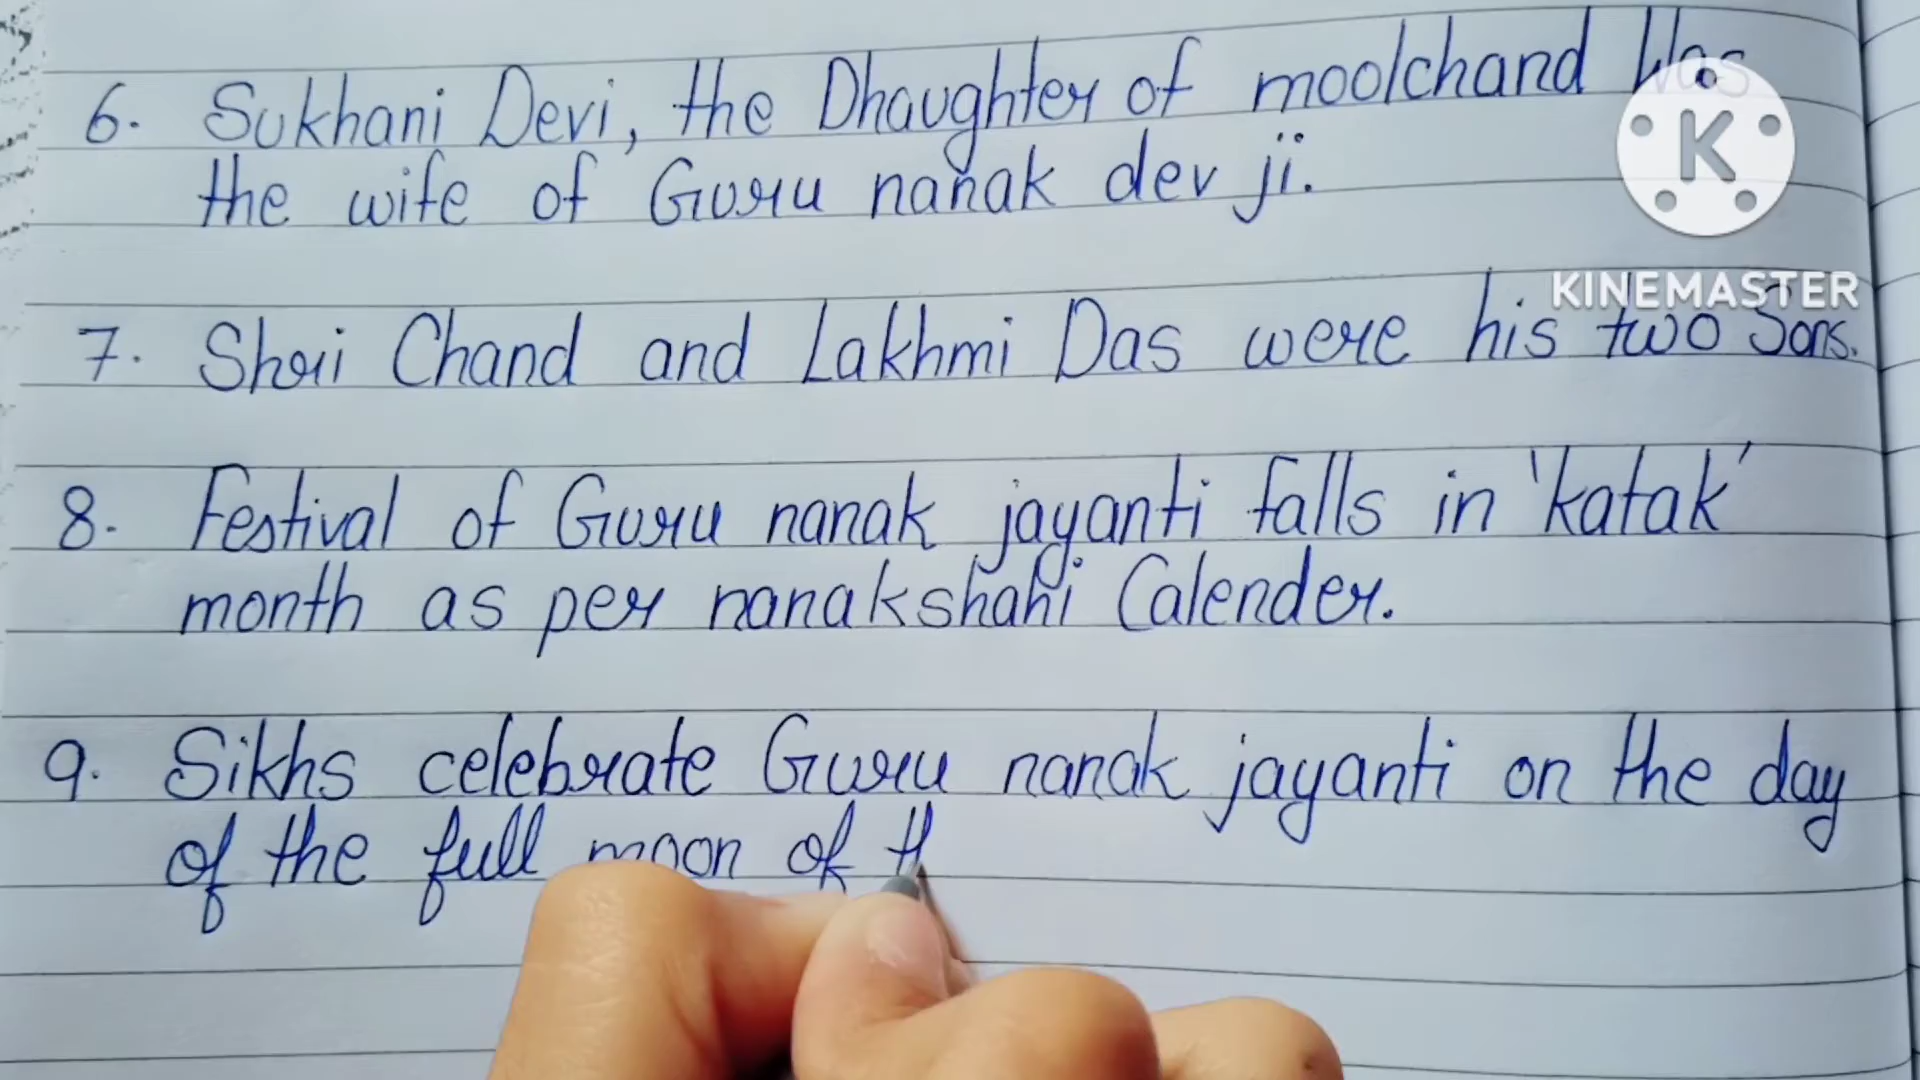 6. Sukhani Devi, the Dhaughter of moolchand Was
the wife of Guru nanak dev ji.
KINEMASTER
7. Shri Chand and Lakhmi Das were his two Sons.
8. Festival of Guru nanak jayanti falls in 'katak'
month as per nanakshahi Calender.
9. Sikhs celebrate Guru nanak jayanti on the day
of the full moon of th